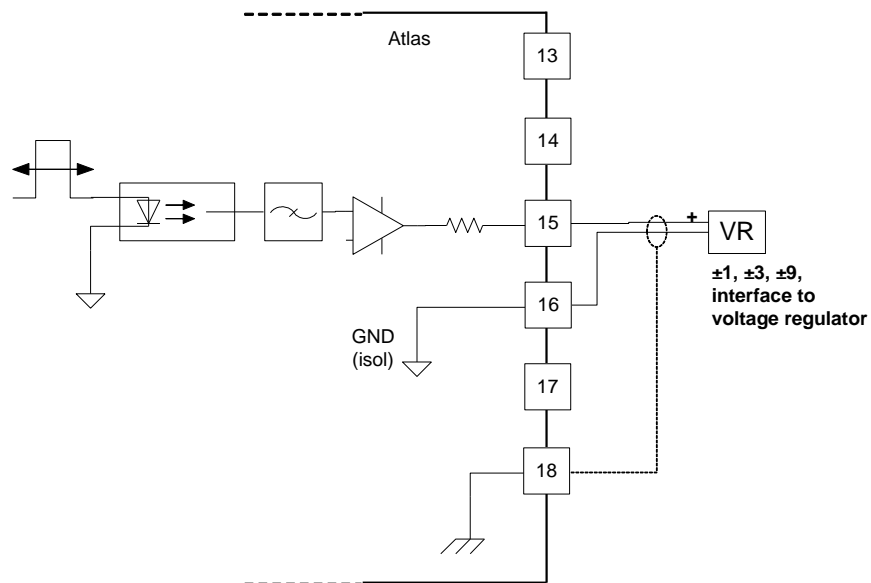 Atlas
13
14
15
+
VR
±1, ±3, ±9,
interface to
voltage regulator
16
GND
(isol)
17
18